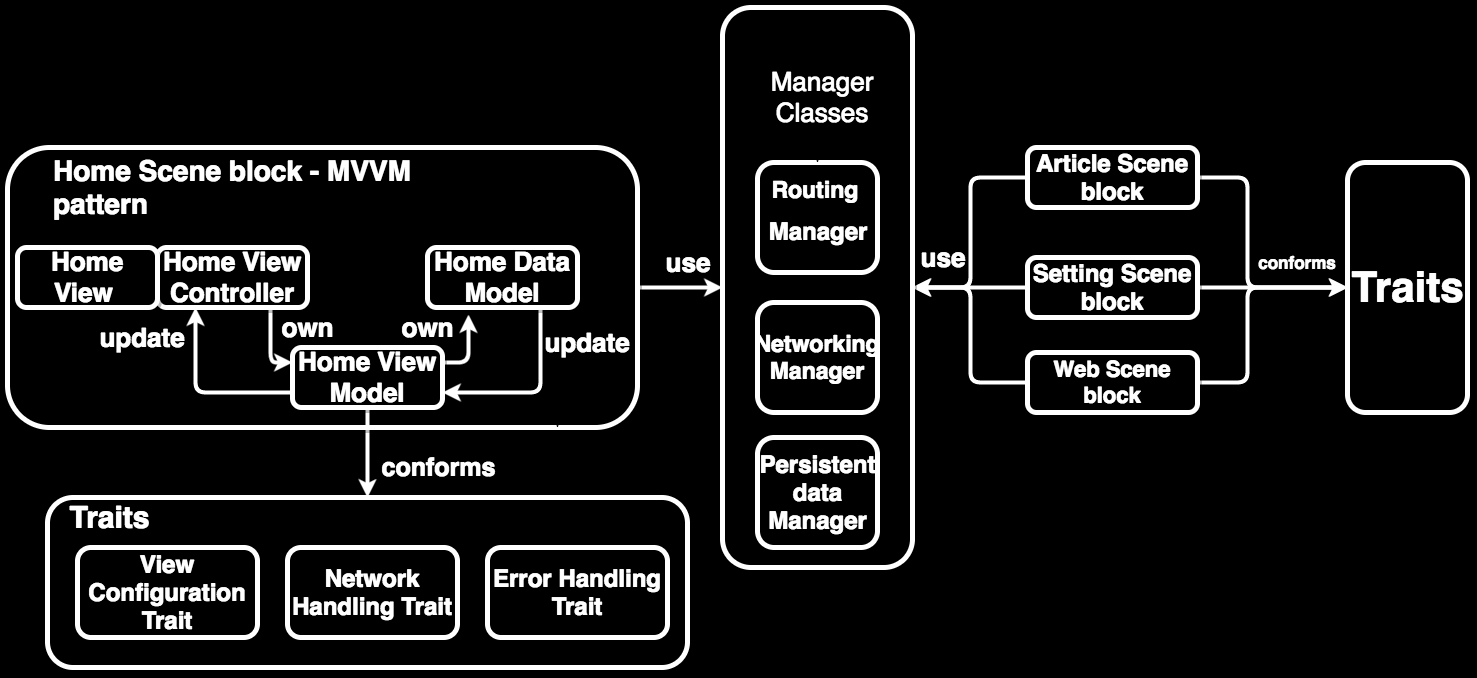 Home Scene block - MVVM
pattern
Home
View
Home View
Controller
Home Data
Model
update
own
own
update
Home View
Model
conforms
Traits
View
Configuration
Trait
Network
Handling Trait
Error Handling
Trait
use
Manager
Classes
Routing
Manager
Networking
Manager
Persistent
data
Manager
use
Article Scene
block
Setting Scene
block
Web Scene
block
conforms
Traits